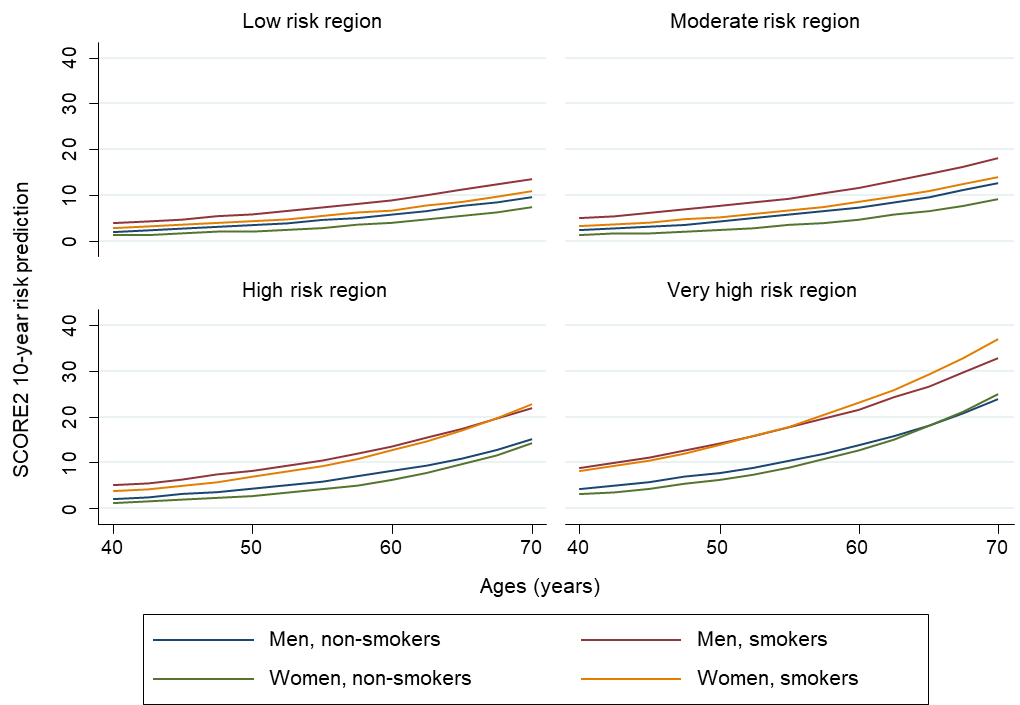 Low risk region
Moderate risk region
SCORE2 10-year risk prediction
40
30
20
10
0
High risk region
Very high risk region
40
30
20
10
0
40 50 60 70
40 50 60 70
Ages (years)
Men, non-smokers
Men, smokers
Women, non-smokers
Women, smokers